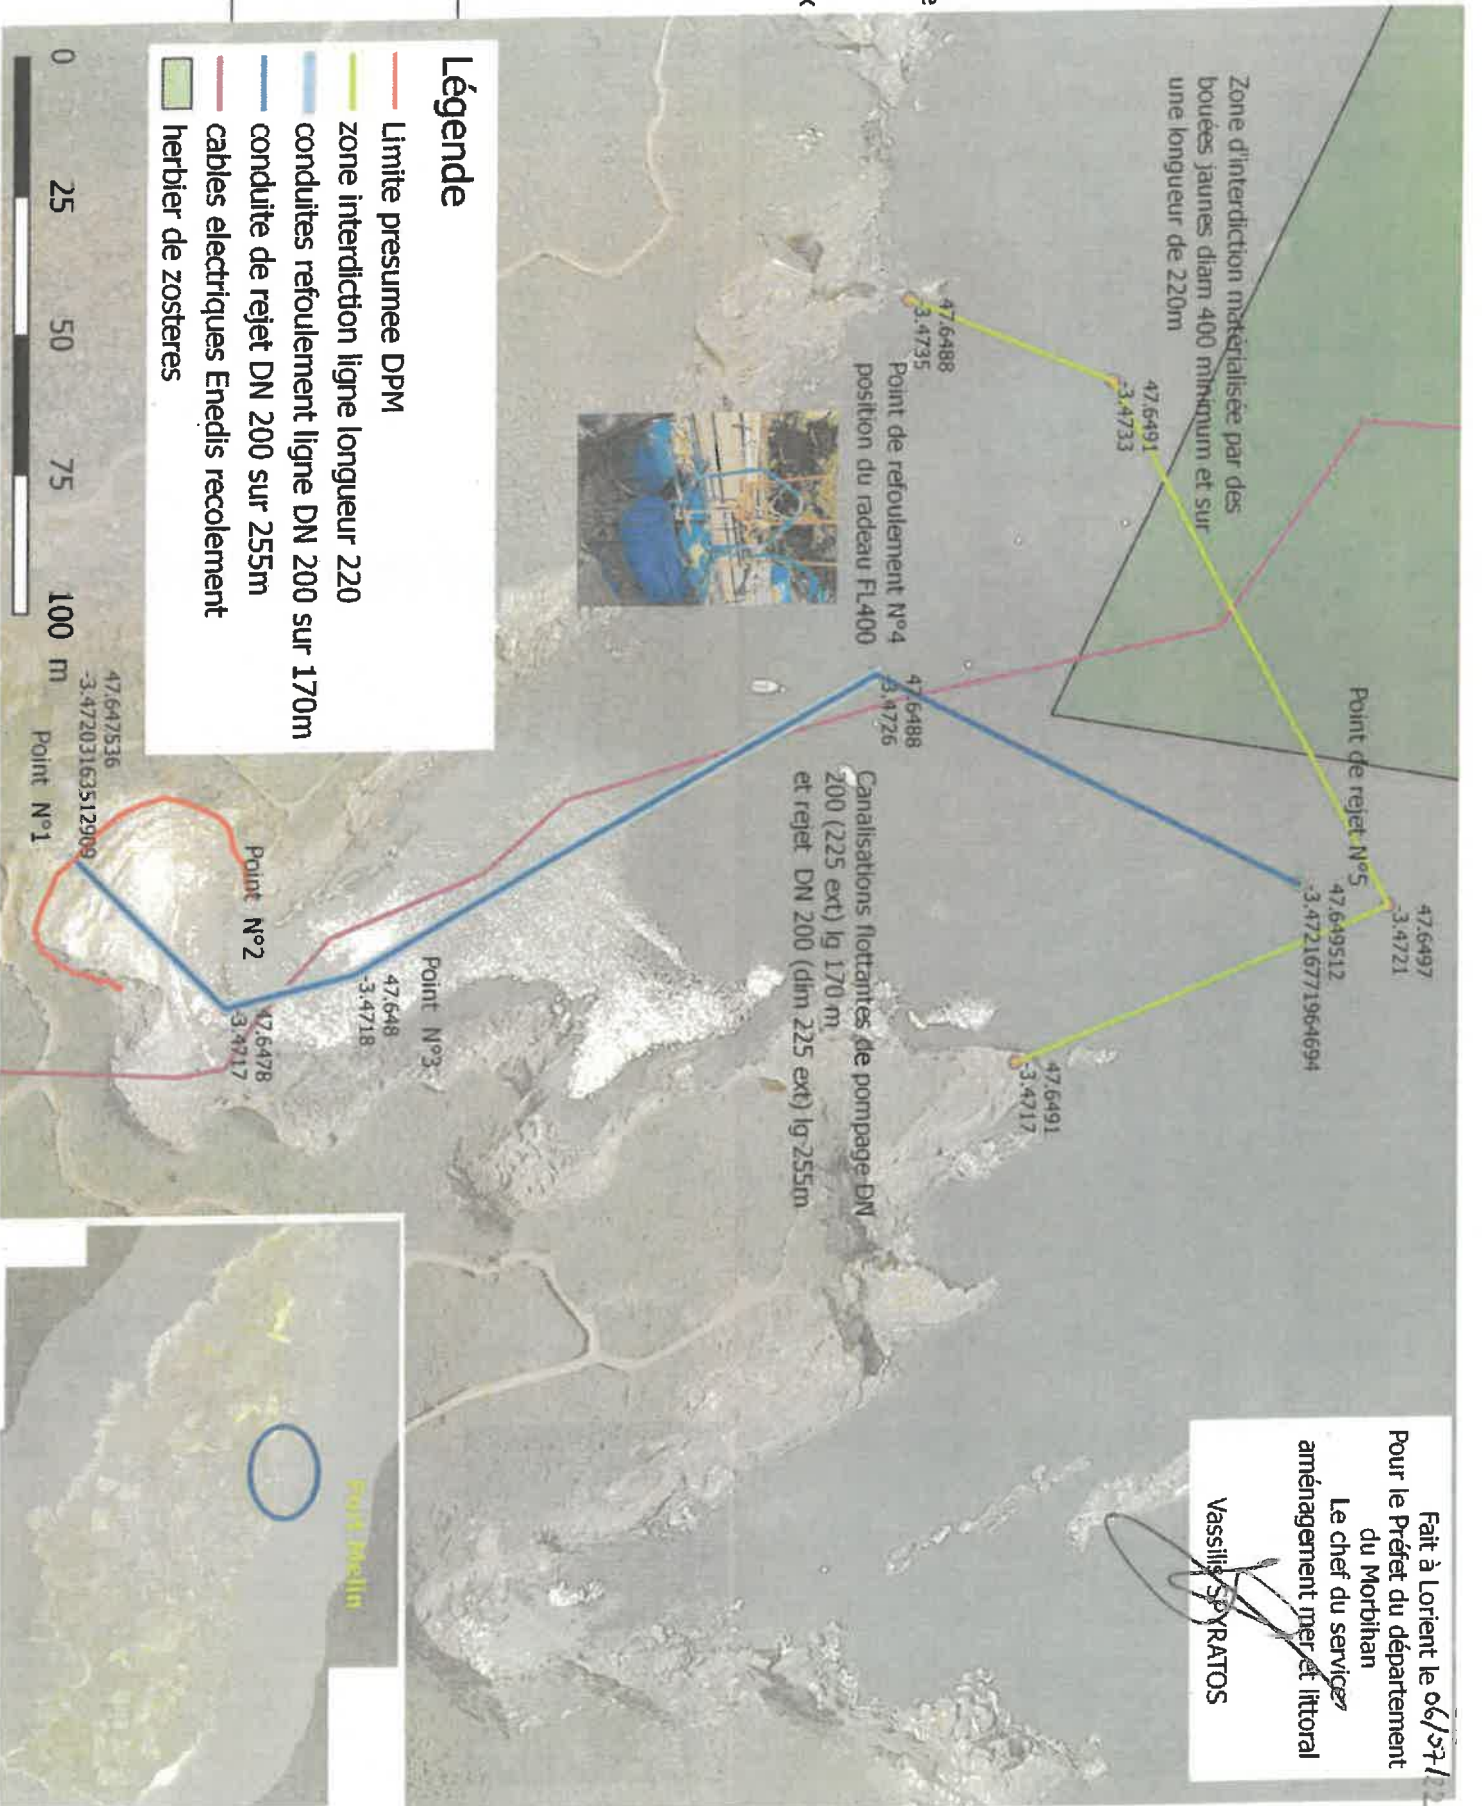 Fait à Lorient le 06/07/22
Pour le Préfet du département
du Morbihan
Le chef du service
aménagement mer et littoral
Vassilis SPYRATOS
Zone d'interdiction matérialisée par des
bouées jaunes diam 400 minimum et sur
une longueur de 220m
47.6497
-3.4721
Point de rejet N°5
47.649512
-3.47216771964694
47.6491
-3.4733
47.6491
-3.4717
47.6488
-3.4735
Point de refoulement N°4
position du radeau FL400
47.6488
-3.4726
Canalisations flottantes de pompage DN
200 (225 ext) lg 170 m
et rejet DN 200 (dim 225 ext) lg 255m
Point N°3
47.648
-3.4718
Point N°2
47.6478
-3.4717
47.647536
-3.47203163512909
Point N°1
Légende
Limite presumee DPM
zone interdiction ligne longueur 220
conduites refoulement ligne DN 200 sur 170m
conduite de rejet DN 200 sur 255m
cables electriques Enedis recolement
herbier de zosteres
0 25 50 75 100 m
Port Melin